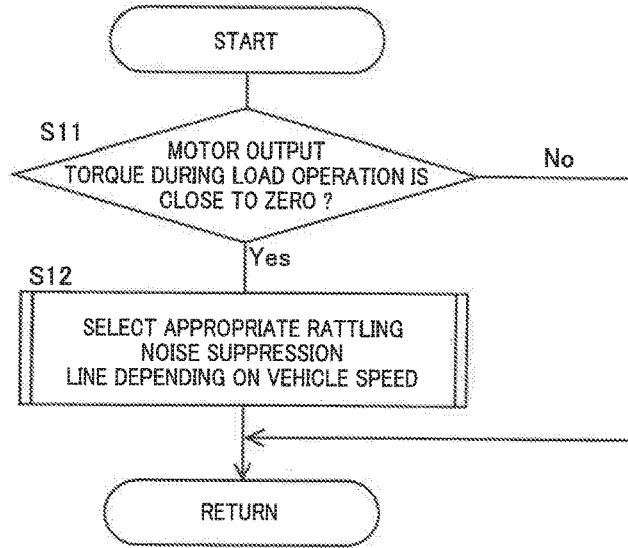 START
S11
MOTOR OUTPUT
TORQUE DURING LOAD OPERATION IS
CLOSE TO ZERO ?
No
Yes
S12
SELECT APPROPRIATE RATTLING
NOISE SUPPRESSION
LINE DEPENDING ON VEHICLE SPEED
RETURN